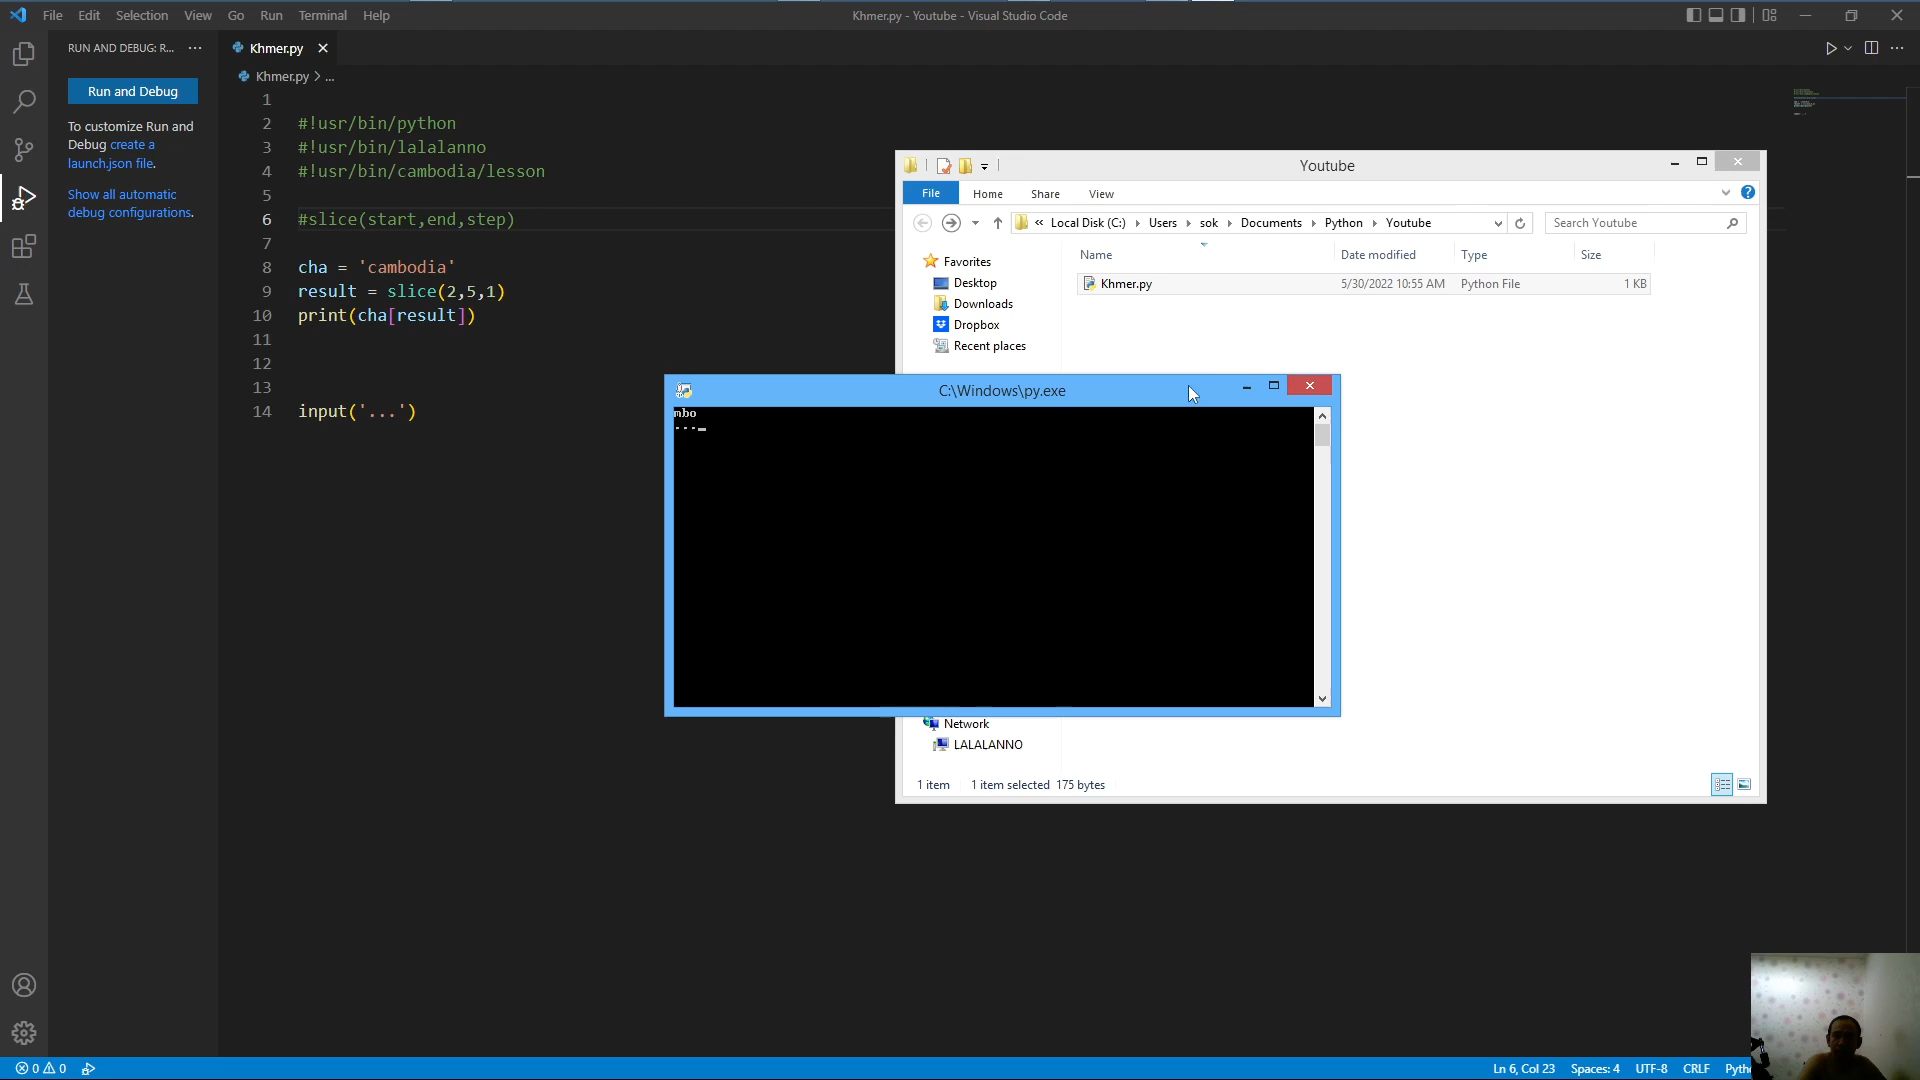 File Edit Selection View Go Run Terminal Help
Khmer.py - Youtube - Visual Studio Code
RUN AND DEBUG: R... ···
Run and Debug
To customize Run and
Debug create a
launch.json file.
Show all automatic
debug configurations.
Khmer.py
Khmer.py > ...
1
2 #!usr/bin/python
3 #!usr/bin/lalalanno
4 #!usr/bin/cambodia/lesson
5
6 #slice(start,end,step)
7
8 cha = 'cambodia'
9 result = slice(2,5,1)
10 print(cha[result])
11
12
13
14 input('...')
Youtube
File Home Share View
« Local Disk (C:) Users sok Documents Python Youtube
Search Youtube
Name Date modified Type Size
Khmer.py 5/30/2022 10:55 AM Python File 1 KB
Favorites
Desktop
Downloads
Dropbox
Recent places
C:\Windows\py.exe
mbo
..._
Network
LALALANNO
1 item 1 item selected 175 bytes
0 0
Ln 6, Col 23 Spaces: 4 UTF-8 CRLF